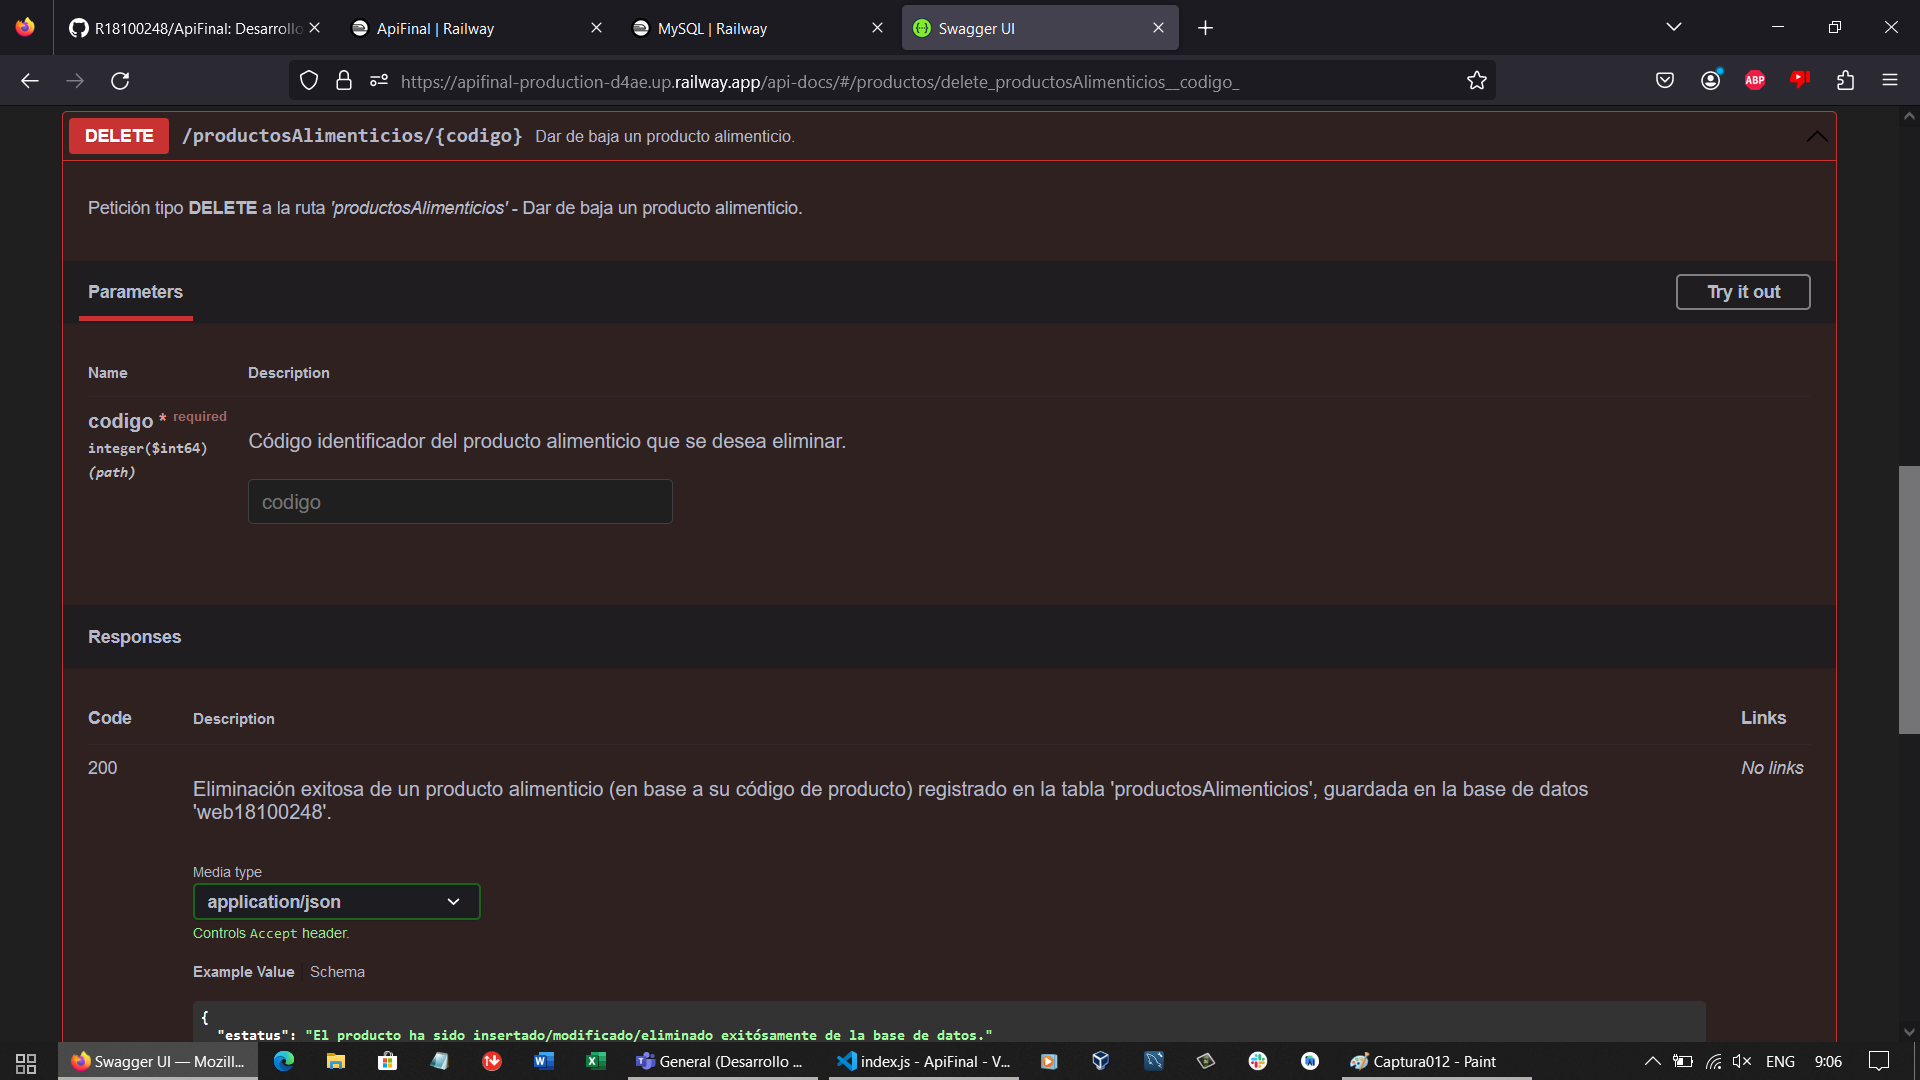 R18100248/ApiFinal: Desarrollo
ApiFinal | Railway
MySQL | Railway
Swagger UI
https://apifinal-production-d4ae.up.railway.app/api-docs/#/productos/delete_productosAlimenticios__codigo_
ABP
DELETE /productosAlimenticios/{codigo} Dar de baja un producto alimenticio.
Petición tipo DELETE a la ruta 'productosAlimenticios' - Dar de baja un producto alimenticio.
Parameters
Try it out
Name Description
codigo * required
integer($int64)
(path)
Código identificador del producto alimenticio que se desea eliminar.
codigo
Responses
Code Description Links
200
Eliminación exitosa de un producto alimenticio (en base a su código de producto) registrado en la tabla 'productosAlimenticios', guardada en la base de datos
'web18100248'.
No links
Media type
application/json
Controls Accept header.
Example Value Schema
{
"estatus": "El producto ha sido insertado/modificado/eliminado exitósamente de la base de datos."
Swagger UI — Mozill...
General (Desarrollo ...
index.js - ApiFinal - V...
Captura012 - Paint
ENG
9:06